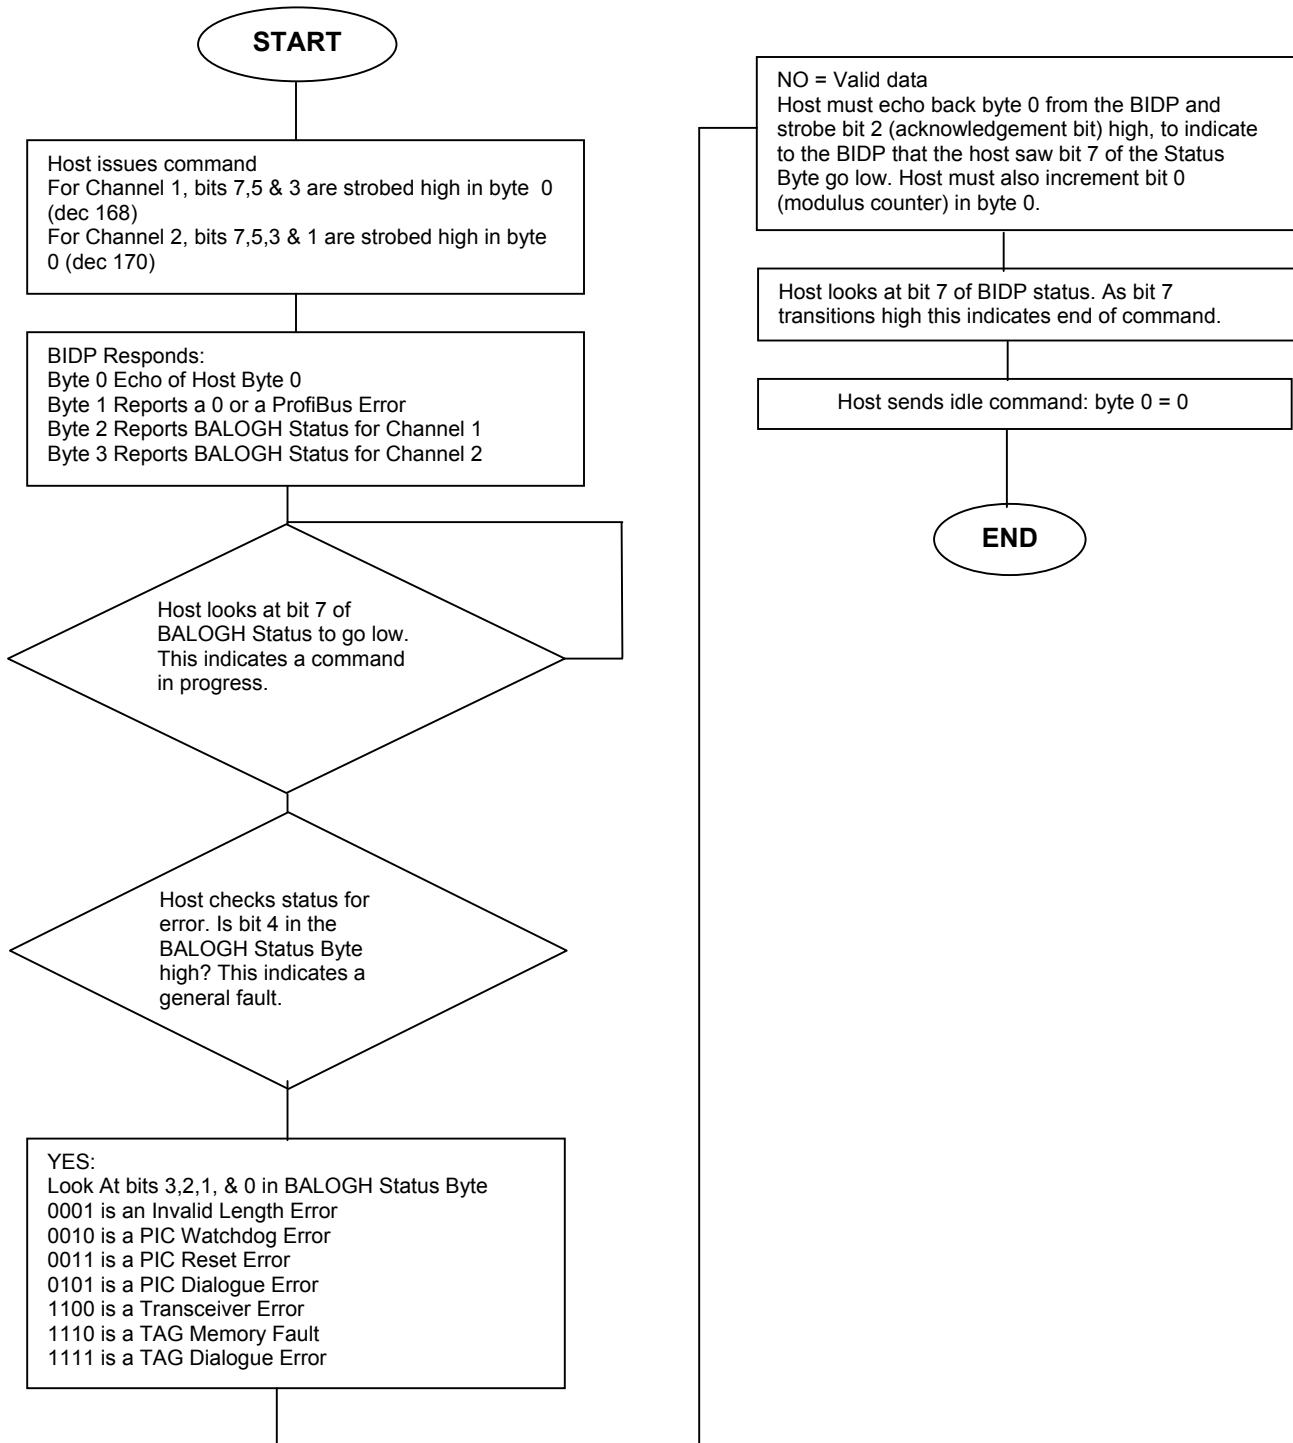 START
Host issues command
For Channel 1, bits 7,5 & 3 are strobed high in byte 0
(dec 168)
For Channel 2, bits 7,5,3 & 1 are strobed high in byte
0 (dec 170)
BIDP Responds:
Byte 0 Echo of Host Byte 0
Byte 1 Reports a 0 or a ProfiBus Error
Byte 2 Reports BALOGH Status for Channel 1
Byte 3 Reports BALOGH Status for Channel 2
Host looks at bit 7 of
BALOGH Status to go low.
This indicates a command
in progress.
Host checks status for
error. Is bit 4 in the
BALOGH Status Byte
high? This indicates a
general fault.
YES:
Look At bits 3,2,1, & 0 in BALOGH Status Byte
0001 is an Invalid Length Error
0010 is a PIC Watchdog Error
0011 is a PIC Reset Error
0101 is a PIC Dialogue Error
1100 is a Transceiver Error
1110 is a TAG Memory Fault
1111 is a TAG Dialogue Error
NO = Valid data
Host must echo back byte 0 from the BIDP and
strobe bit 2 (acknowledgement bit) high, to indicate
to the BIDP that the host saw bit 7 of the Status
Byte go low. Host must also increment bit 0
(modulus counter) in byte 0.
Host looks at bit 7 of BIDP status. As bit 7
transitions high this indicates end of command.
Host sends idle command: byte 0 = 0
END